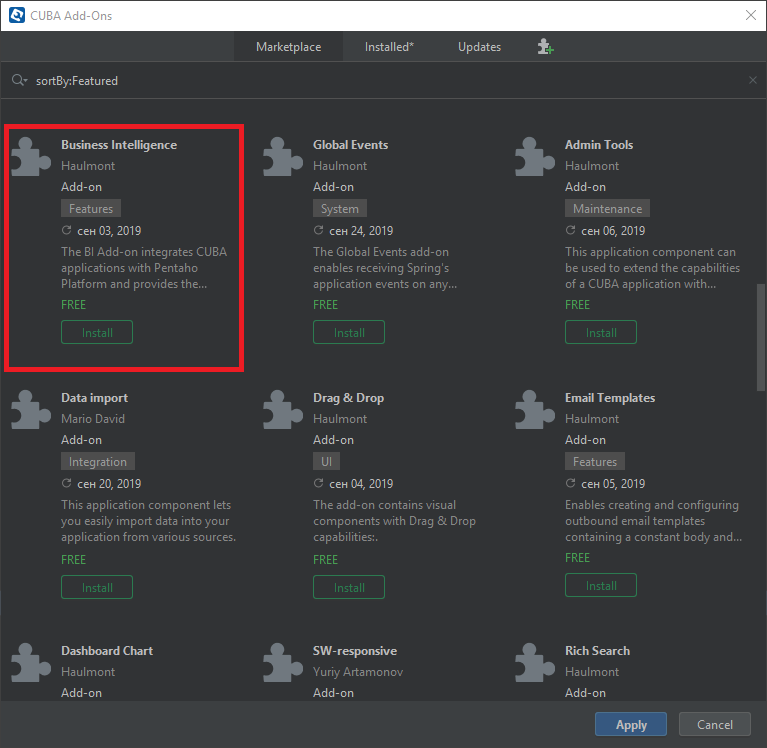 CUBA Add-Ons
Marketplace
Installed*
Updates
sortBy:Featured
Business Intelligence
Haulmont
Add-on
Features
сен 03, 2019
The BI Add-on integrates CUBA
applications with Pentaho
Platform and provides the...
FREE
Install
Global Events
Haulmont
Add-on
System
сен 24, 2019
The Global Events add-on
enables receiving Spring's
application events on any...
FREE
Install
Admin Tools
Haulmont
Add-on
Maintenance
сен 06, 2019
This application component can
be used to extend the capabilities
of a CUBA application with...
FREE
Install
Data import
Mario David
Add-on
Integration
сен 20, 2019
This application component lets
you easily import data into your
application from various sources.
FREE
Install
Drag & Drop
Haulmont
Add-on
UI
сен 04, 2019
The add-on contains visual
components with Drag & Drop
capabilities:.
FREE
Install
Email Templates
Haulmont
Add-on
Features
сен 05, 2019
Enables creating and configuring
outbound email templates
containing a constant body and...
FREE
Install
Dashboard Chart
Haulmont
Add-on
SW-responsive
Yuriy Artamonov
Add-on
Rich Search
Haulmont
Add-on
Apply
Cancel